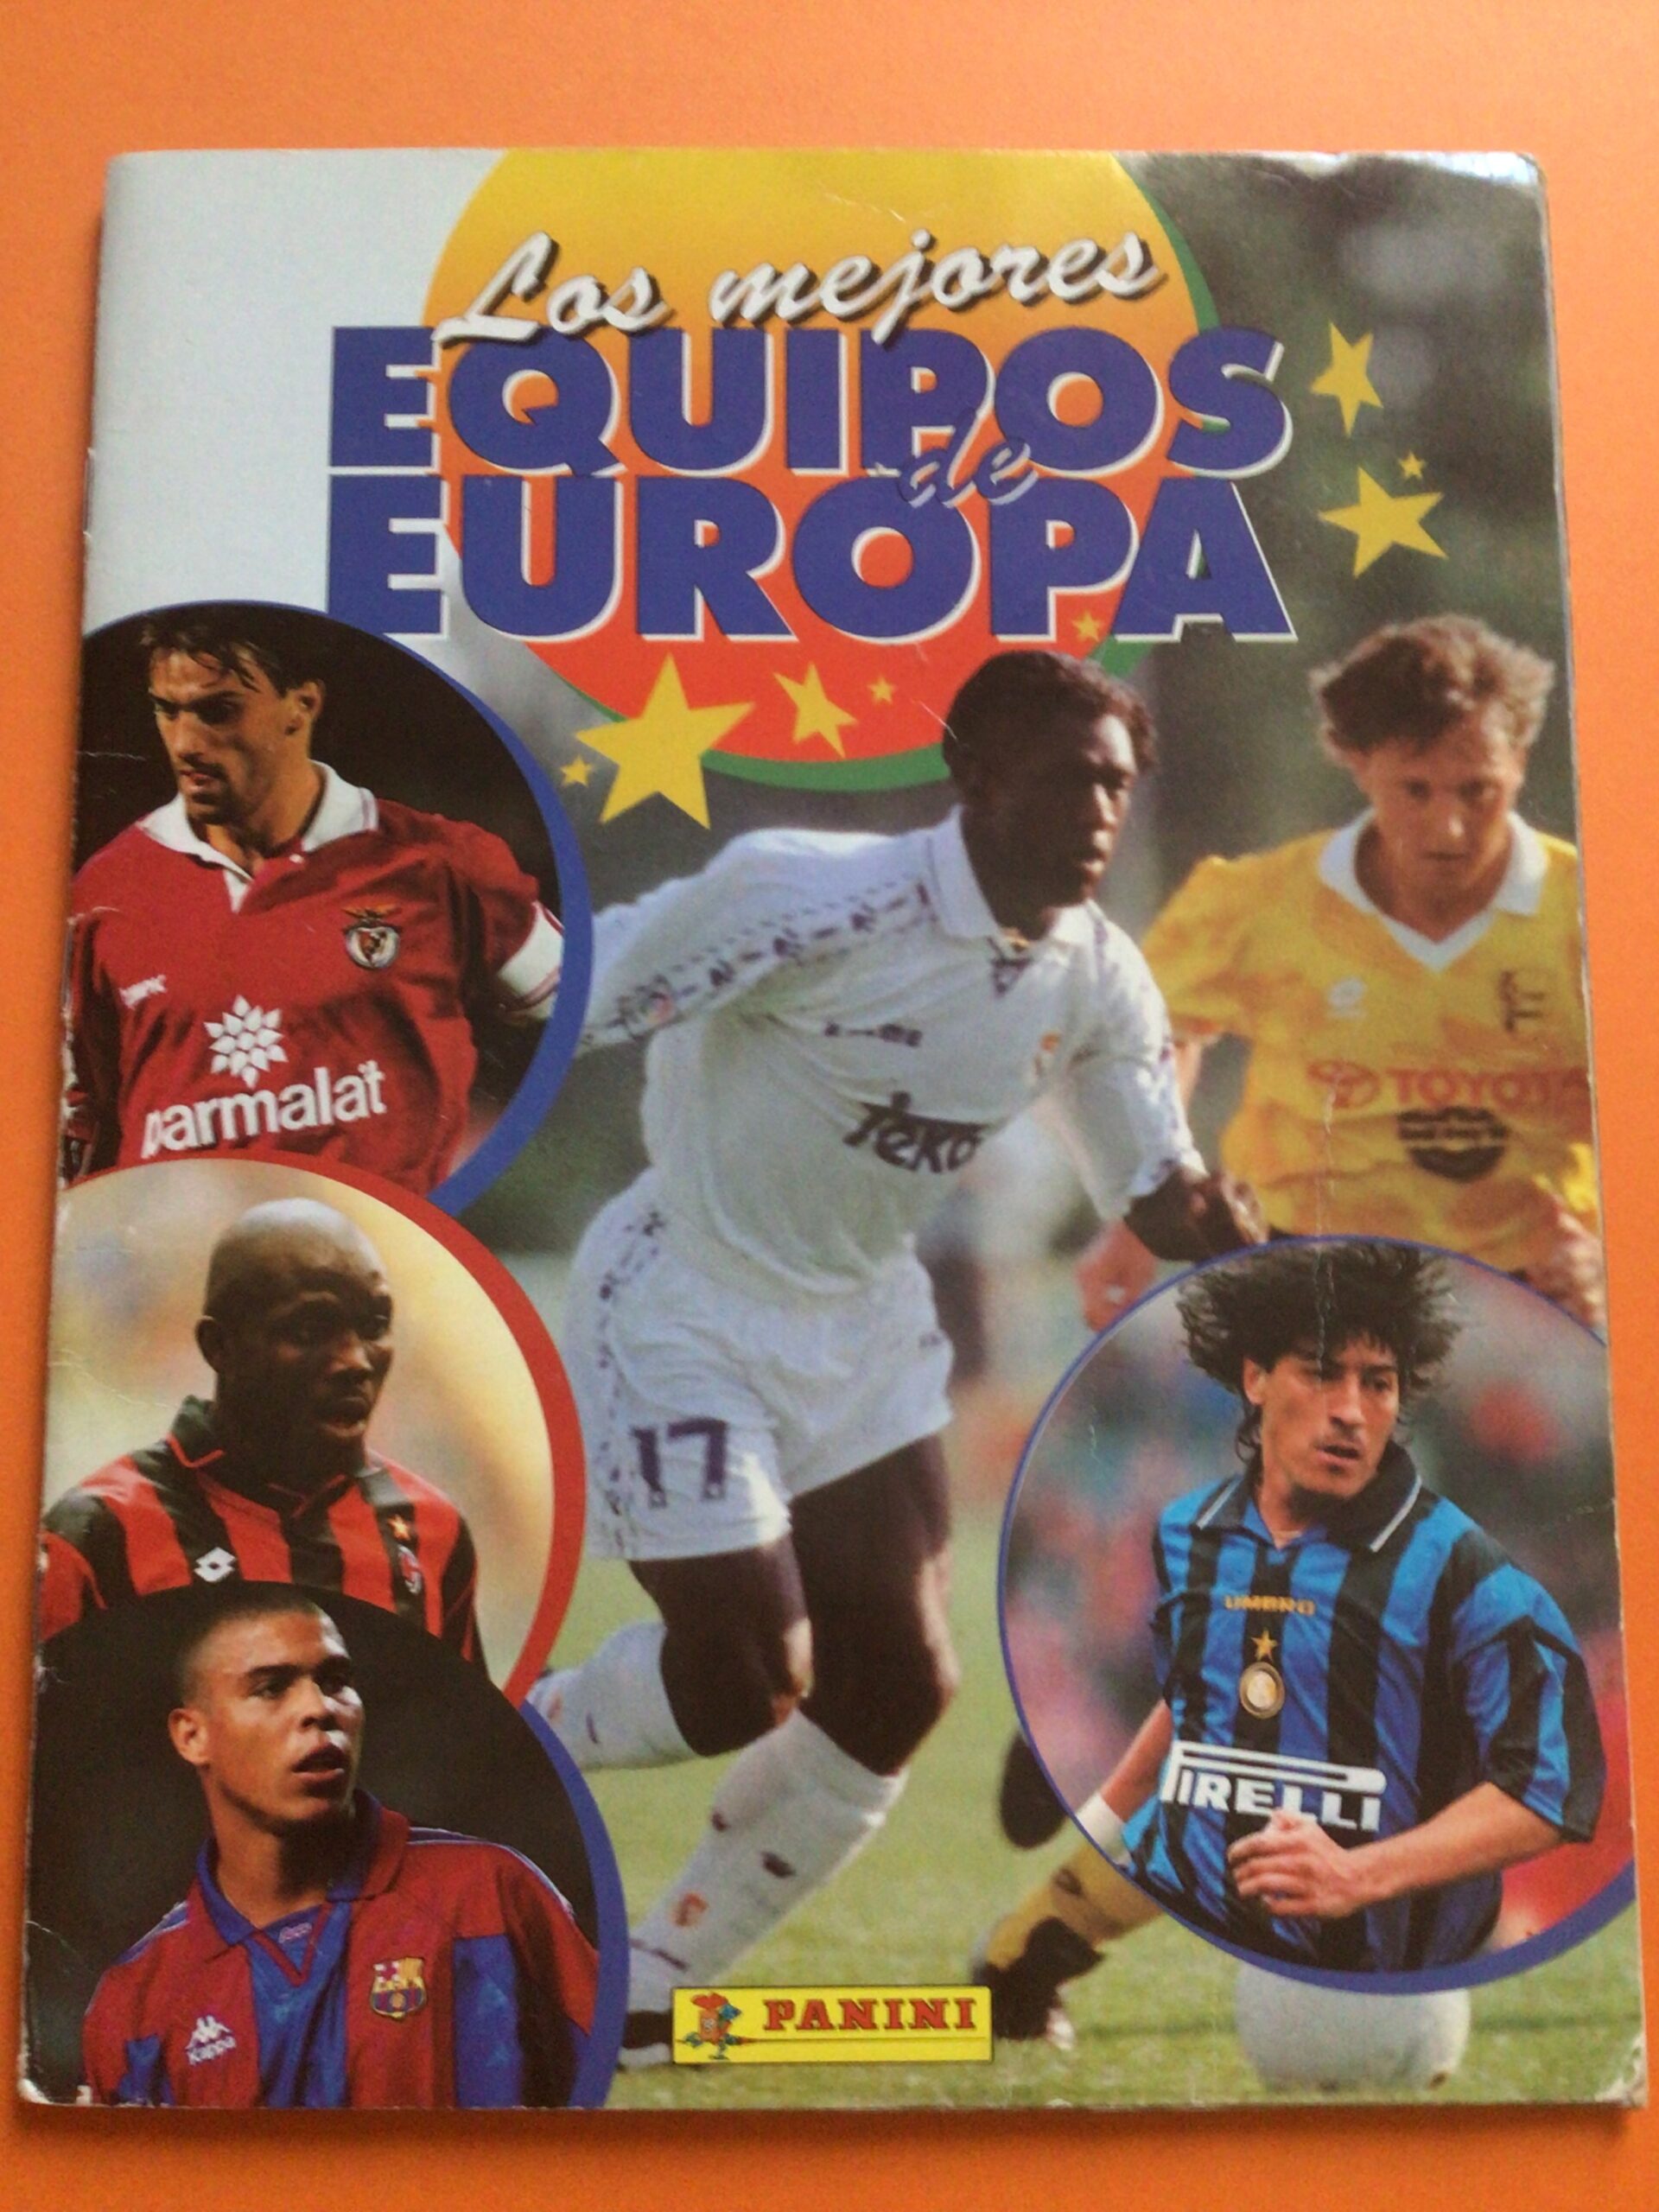 Los mejores
EQUIPOS
de
EUROPA
parmalat
TOYOTA
Teka
17
UMBRO
PIRELLI
Kappa
PANINI